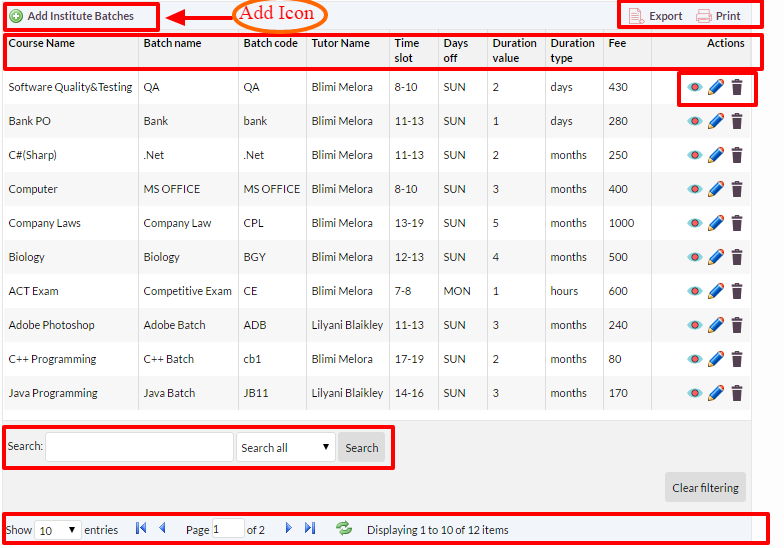 Add Institute Batches Add Icon Export Print
Course Name Batch name Batch code Tutor Name Time slot Days off Duration value Duration type Fee Actions
Software Quality&Testing QA QA Blimi Melora 8-10 SUN 2 days 430
Bank PO Bank bank Blimi Melora 11-13 SUN 1 days 280
C#(Sharp) .Net .Net Blimi Melora 11-13 SUN 2 months 250
Computer MS OFFICE MS OFFICE Blimi Melora 8-10 SUN 3 months 400
Company Laws Company Law CPL Blimi Melora 13-19 SUN 5 months 1000
Biology Biology BGY Blimi Melora 12-13 SUN 4 months 500
ACT Exam Competitive Exam CE Blimi Melora 7-8 MON 1 hours 600
Adobe Photoshop Adobe Batch ADB Lilyani Blaikley 11-13 SUN 3 months 240
C++ Programming C++ Batch cb1 Blimi Melora 17-19 SUN 2 months 80
Java Programming Java Batch JB11 Lilyani Blaikley 14-16 SUN 3 months 170
Search: Search all Search
Clear filtering
Show 10 entries Page 1 of 2 Displaying 1 to 10 of 12 items